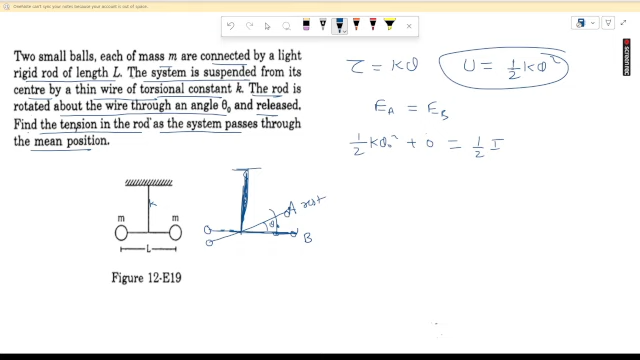 OneNote can't sync your notes because your account is out of space.
Two small balls, each of mass m are connected by a light
rigid rod of length L. The system is suspended from its
centre by a thin wire of torsional constant k. The rod is
rotated about the wire through an angle θ₀ and released.
Find the tension in the rod as the system passes through
the mean position.
τ = kθ
U = 1/2 kθ²
E_A = E_B
1/2 kθ₀² + 0 = 1/2 I
k
m
m
L
A rest
θ₀
B
Figure 12-E19